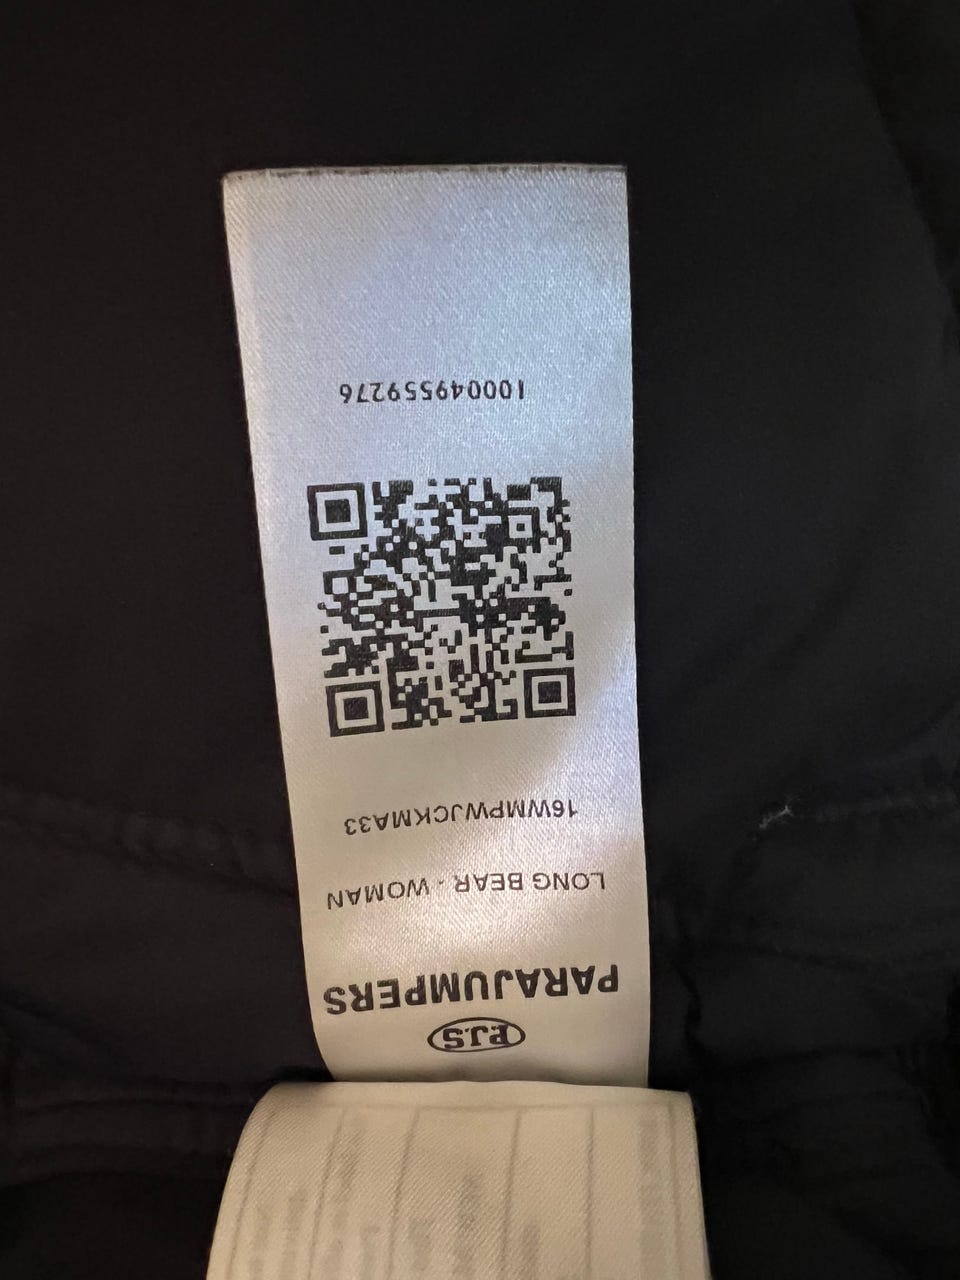 P.J.S
PARAJUMPERS
LONG BEAR - WOMAN
16WMPWJCKMA33
100049559276